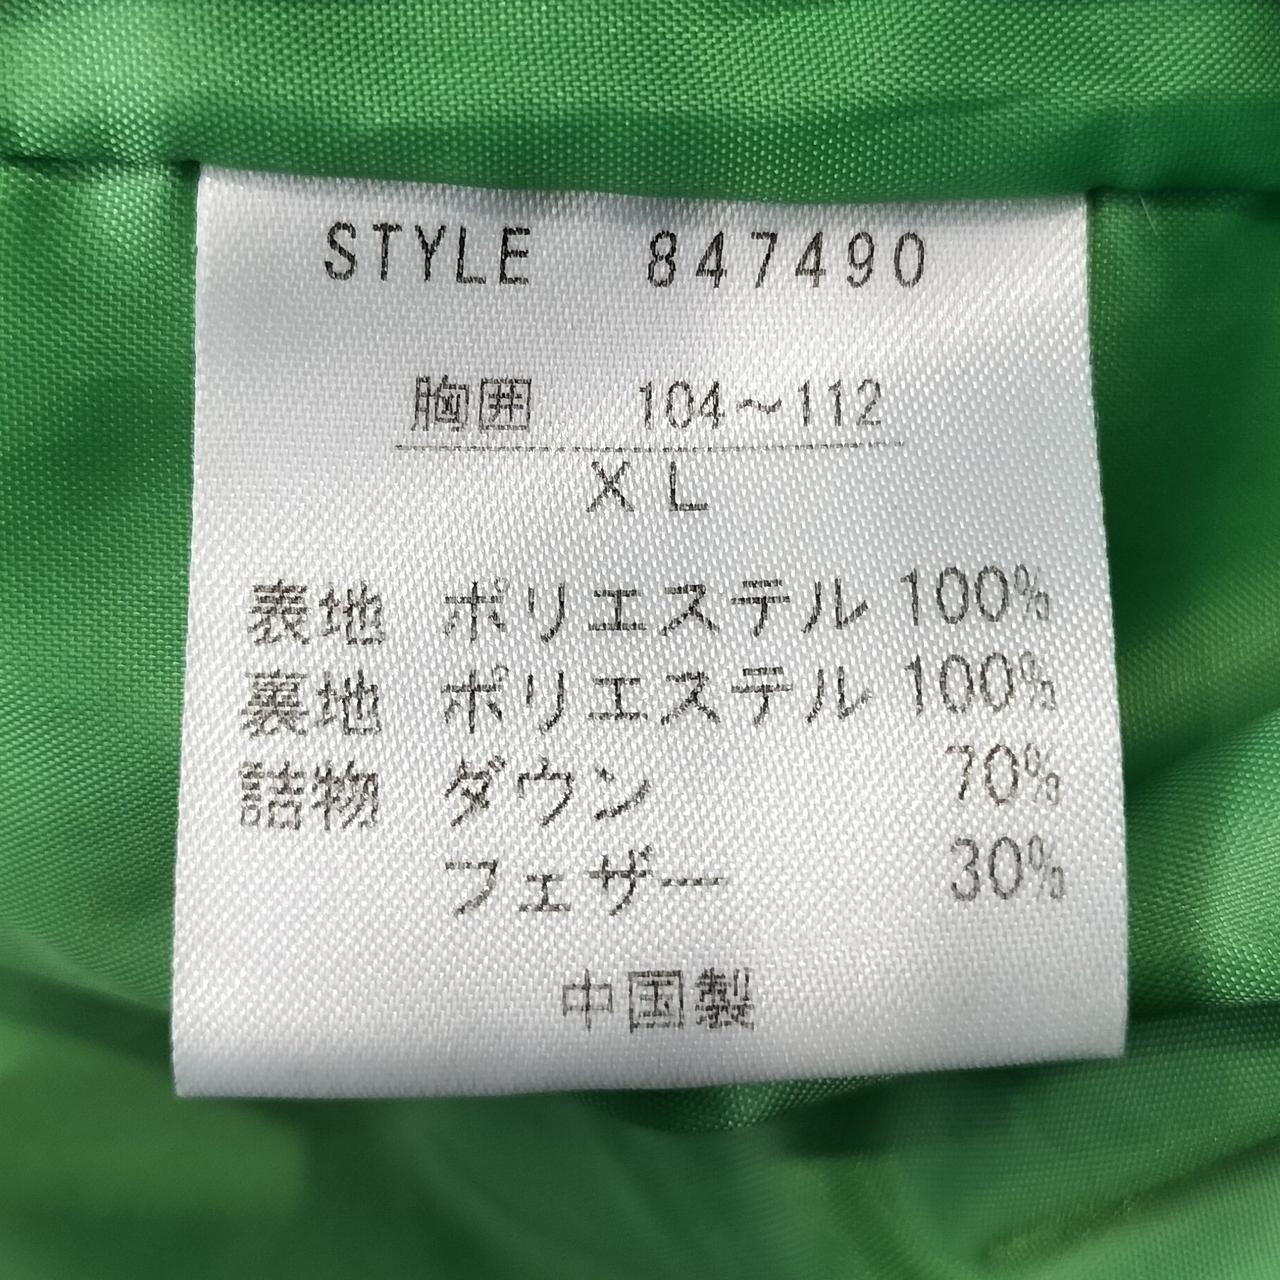 STYLE 847490
胸囲 104～112
XL
表地 ポリエステル 100%
裏地 ポリエステル 100%
詰物 ダウン 70%
フェザー 30%
中国製